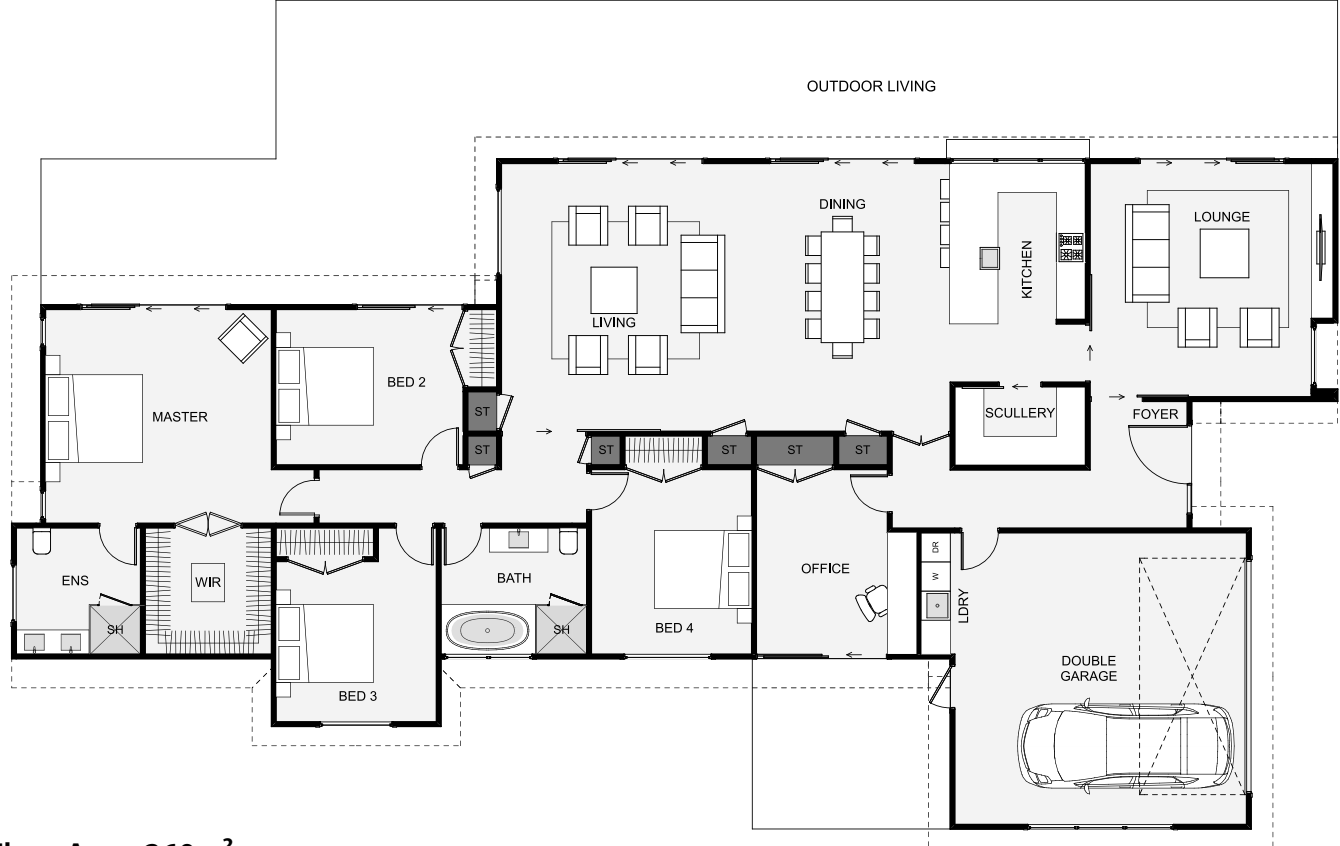 OUTDOOR LIVING
DINING
LOUNGE
KITCHEN
LIVING
BED 2
MASTER
ST
SCULLERY
FOYER
ST
ST
ST
ST
ST
ENS
WIR
BATH
OFFICE
DR
W
LDRY
SH
SH
BED 4
BED 3
DOUBLE
GARAGE